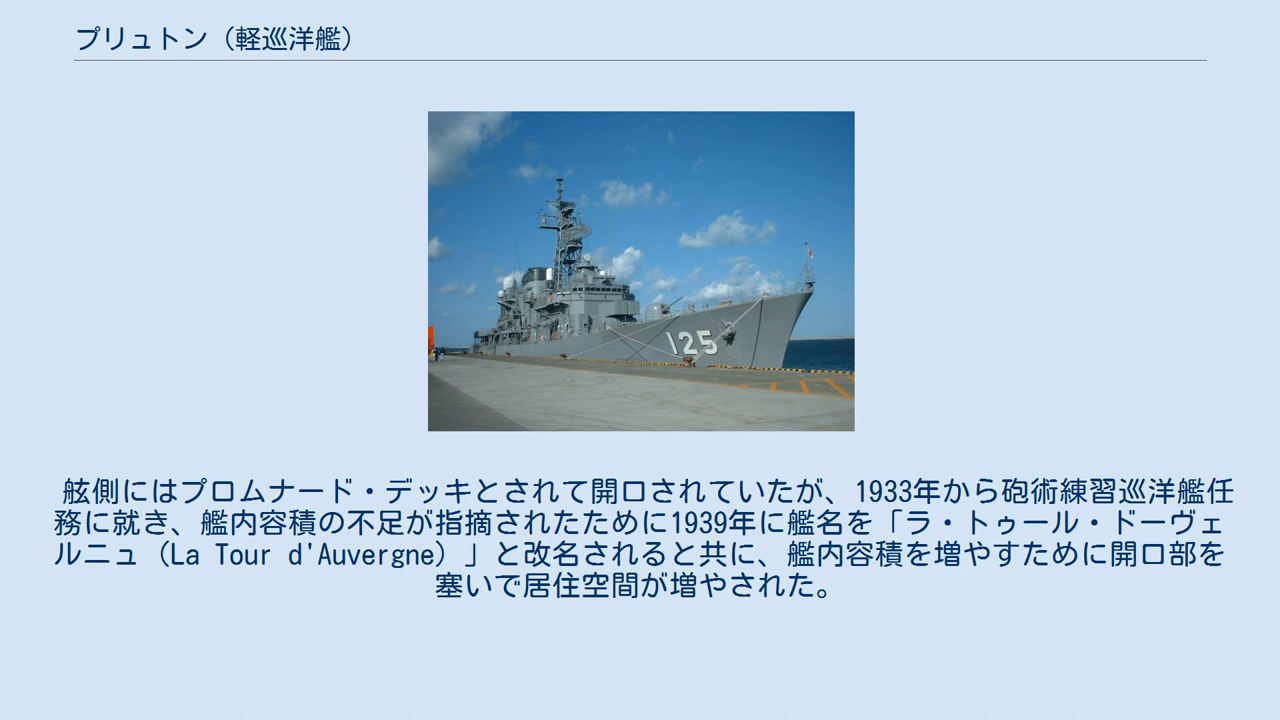 プリュトン（軽巡洋艦）
125
舷側にはプロムナード・デッキとされて開口されていたが、1933年から砲術練習巡洋艦任
務に就き、艦内容積の不足が指摘されたために1939年に艦名を「ラ・トゥール・ドーヴェ
ルニュ（La Tour d'Auvergne）」と改名されると共に、艦内容積を増やすために開口部を
塞いで居住空間が増やされた。